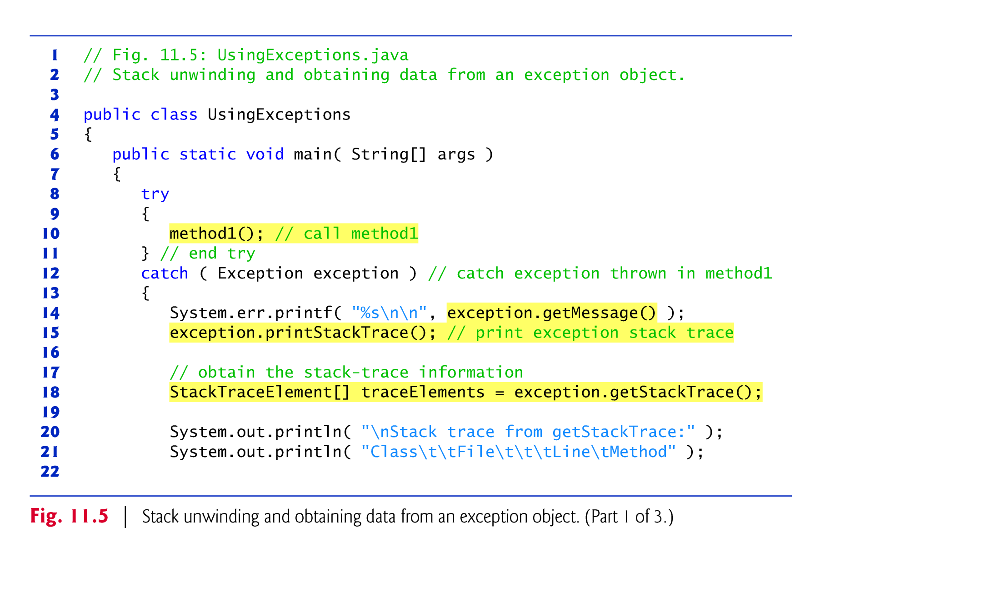 1 // Fig. 11.5: UsingExceptions.java
2 // Stack unwinding and obtaining data from an exception object.
3
4 public class UsingExceptions
5 {
6    public static void main( String[] args )
7    {
8       try
9       {
10          method1(); // call method1
11       } // end try
12       catch ( Exception exception ) // catch exception thrown in method1
13       {
14          System.err.printf( "%s\n\n", exception.getMessage() );
15          exception.printStackTrace(); // print exception stack trace
16
17          // obtain the stack-trace information
18          StackTraceElement[] traceElements = exception.getStackTrace();
19
20          System.out.println( "\nStack trace from getStackTrace:" );
21          System.out.println( "Class\t\tFile\t\t\tLine\tMethod" );
22
Fig. 11.5 | Stack unwinding and obtaining data from an exception object. (Part 1 of 3.)